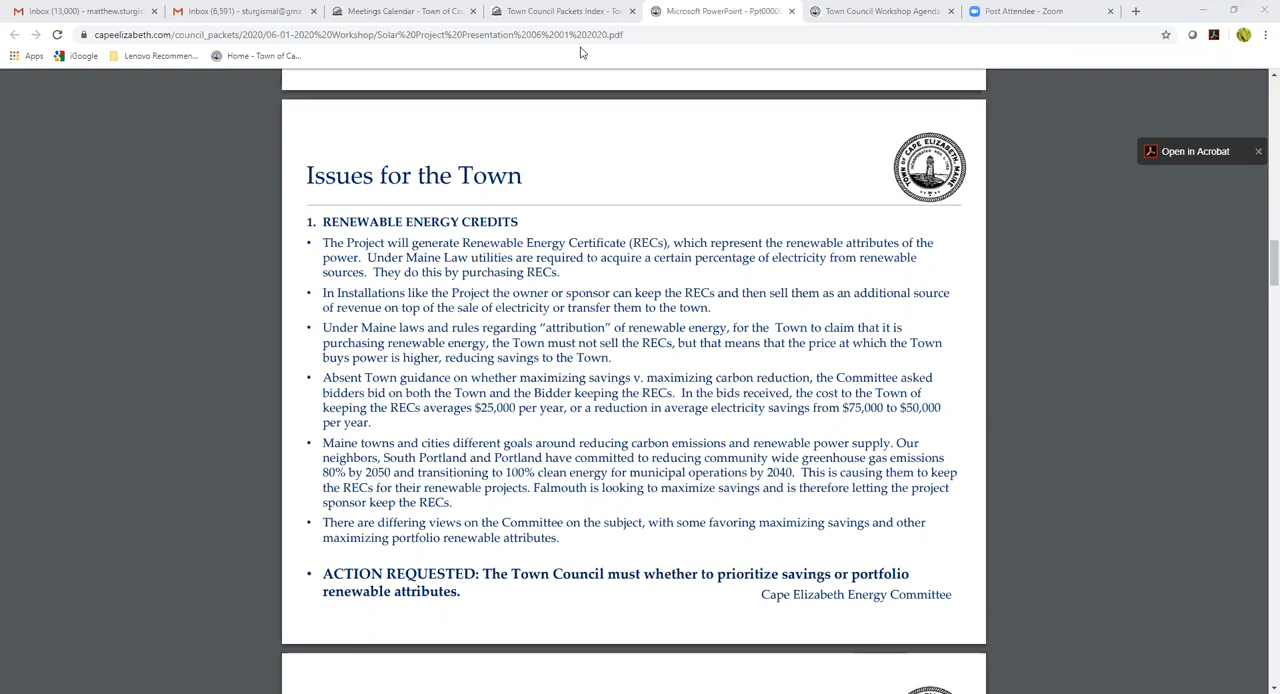 Inbox (13,000) - matthew.sturgis
Inbox (6,591) - sturgismal@gma
Meetings Calendar - Town of Ca
Town Council Packets Index - To
Microsoft PowerPoint - Ppt0000
Town Council Workshop Agenda
Post Attendee - Zoom
capeelizabeth.com/council_packets/2020/06-01-2020%20Workshop/Solar%20Project%20Presentation%2006%2001%202020.pdf
Apps
iGoogle
Lenovo Recommen...
Home - Town of Ca...
Open in Acrobat
TOWN OF CAPE ELIZABETH, MAINE
Issues for the Town
1. RENEWABLE ENERGY CREDITS
• The Project will generate Renewable Energy Certificate (RECs), which represent the renewable attributes of the
power. Under Maine Law utilities are required to acquire a certain percentage of electricity from renewable
sources. They do this by purchasing RECs.
• In Installations like the Project the owner or sponsor can keep the RECs and then sell them as an additional source
of revenue on top of the sale of electricity or transfer them to the town.
• Under Maine laws and rules regarding “attribution” of renewable energy, for the Town to claim that it is
purchasing renewable energy, the Town must not sell the RECs, but that means that the price at which the Town
buys power is higher, reducing savings to the Town.
• Absent Town guidance on whether maximizing savings v. maximizing carbon reduction, the Committee asked
bidders bid on both the Town and the Bidder keeping the RECs. In the bids received, the cost to the Town of
keeping the RECs averages $25,000 per year, or a reduction in average electricity savings from $75,000 to $50,000
per year.
• Maine towns and cities different goals around reducing carbon emissions and renewable power supply. Our
neighbors, South Portland and Portland have committed to reducing community wide greenhouse gas emissions
80% by 2050 and transitioning to 100% clean energy for municipal operations by 2040. This is causing them to keep
the RECs for their renewable projects. Falmouth is looking to maximize savings and is therefore letting the project
sponsor keep the RECs.
• There are differing views on the Committee on the subject, with some favoring maximizing savings and other
maximizing portfolio renewable attributes.
• ACTION REQUESTED: The Town Council must whether to prioritize savings or portfolio
renewable attributes.
Cape Elizabeth Energy Committee